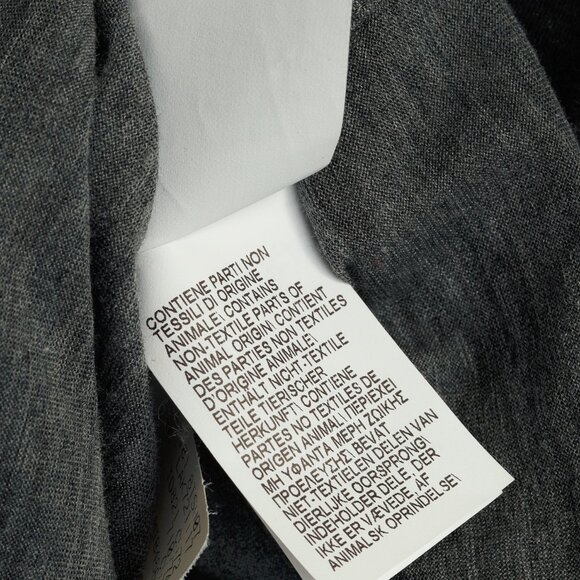 CONTIENE PARTI NON
TESSILI DI ORIGINE
ANIMALE¦ CONTAINS
NON TEXTILE PARTS OF
ANIMAL ORIGIN¦ CONTIENT
DES PARTIES NON TEXTILES
D'ORIGINE ANIMALE¦
ENTHÄLT NICHT-TEXTILE
TEILE TIERISCHER
HERKUNFT¦ CONTIENE
PARTES NO TEXTILES DE
ORIGEN ANIMAL¦ ΠΕΡΙΕΧΕΙ
ΜΗ ΥΦΑΝΤΑ ΜΕΡΗ ΖΩΙΚΗΣ
ΠΡΟΕΛΕΥΣΗΣ¦ BEVAT
NIET-TEXTIELEN DELEN VAN
DIERLIJKE OORSPRONG¦
INDEHOLDER DELE, DER
IKKE ER VÆVEDE, AF
ANIMALSK OPRINDELSE¦